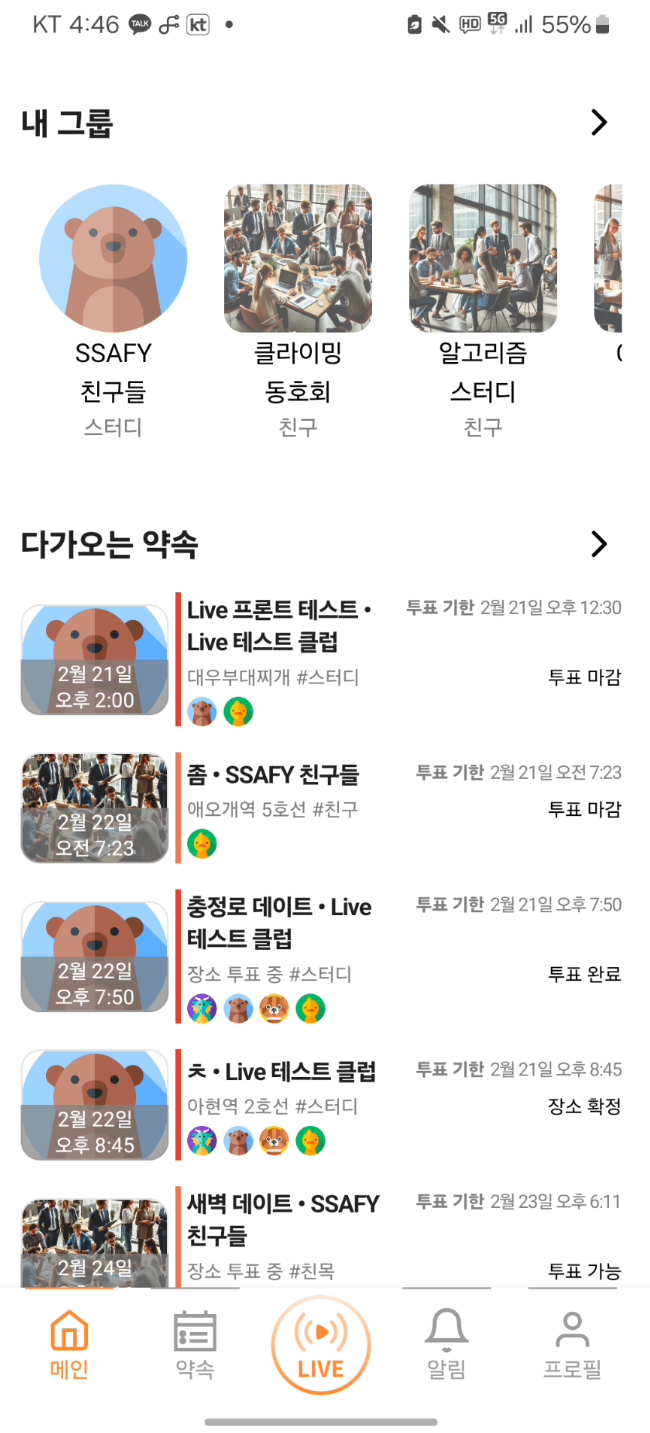 KT 4:46 TALK kt • HD 5G 55%
내 그룹
SSAFY
친구들
스터디
클라이밍
동호회
친구
알고리즘
스터디
친구
다가오는 약속
2월 21일
오후 2:00
Live 프론트 테스트 •
Live 테스트 클럽
투표 기한 2월 21일 오후 12:30
대우부대찌개 #스터디
투표 마감
2월 22일
오전 7:23
좀 • SSAFY 친구들
투표 기한 2월 21일 오전 7:23
애오개역 5호선 #친구
투표 마감
2월 22일
오후 7:50
충정로 데이트 • Live
테스트 클럽
투표 기한 2월 21일 오후 7:50
장소 투표 중 #스터디
투표 완료
2월 22일
오후 8:45
ㅊ • Live 테스트 클럽
투표 기한 2월 21일 오후 8:45
아현역 2호선 #스터디
장소 확정
2월 24일
새벽 데이트 • SSAFY
친구들
투표 기한 2월 23일 오후 6:11
장소 투표 중 #친목
투표 가능
메인
약속
LIVE
알림
프로필